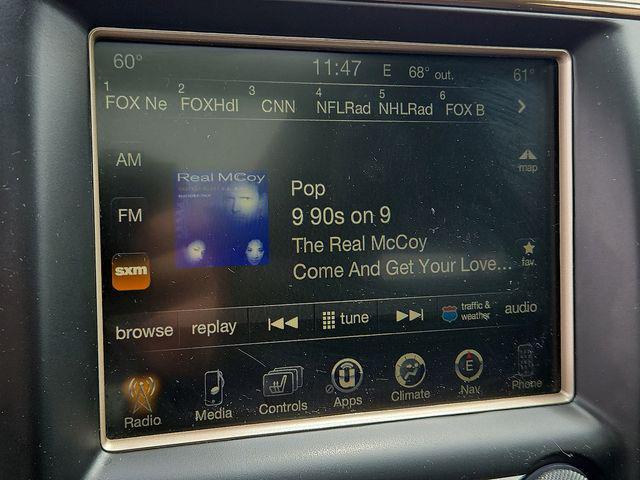 60° 11:47 E 68° out. 61°
1 2 3 4 5 6
FOX Ne FOXHdl CNN NFLRad NHLRad FOX B
AM
map
Real McCoy
Pop
FM
9 90s on 9
The Real McCoy
fav.
sxm
Come And Get Your Love...
browse replay tune traffic & weather audio
E
Radio Media Controls Apps Climate Nav Phone